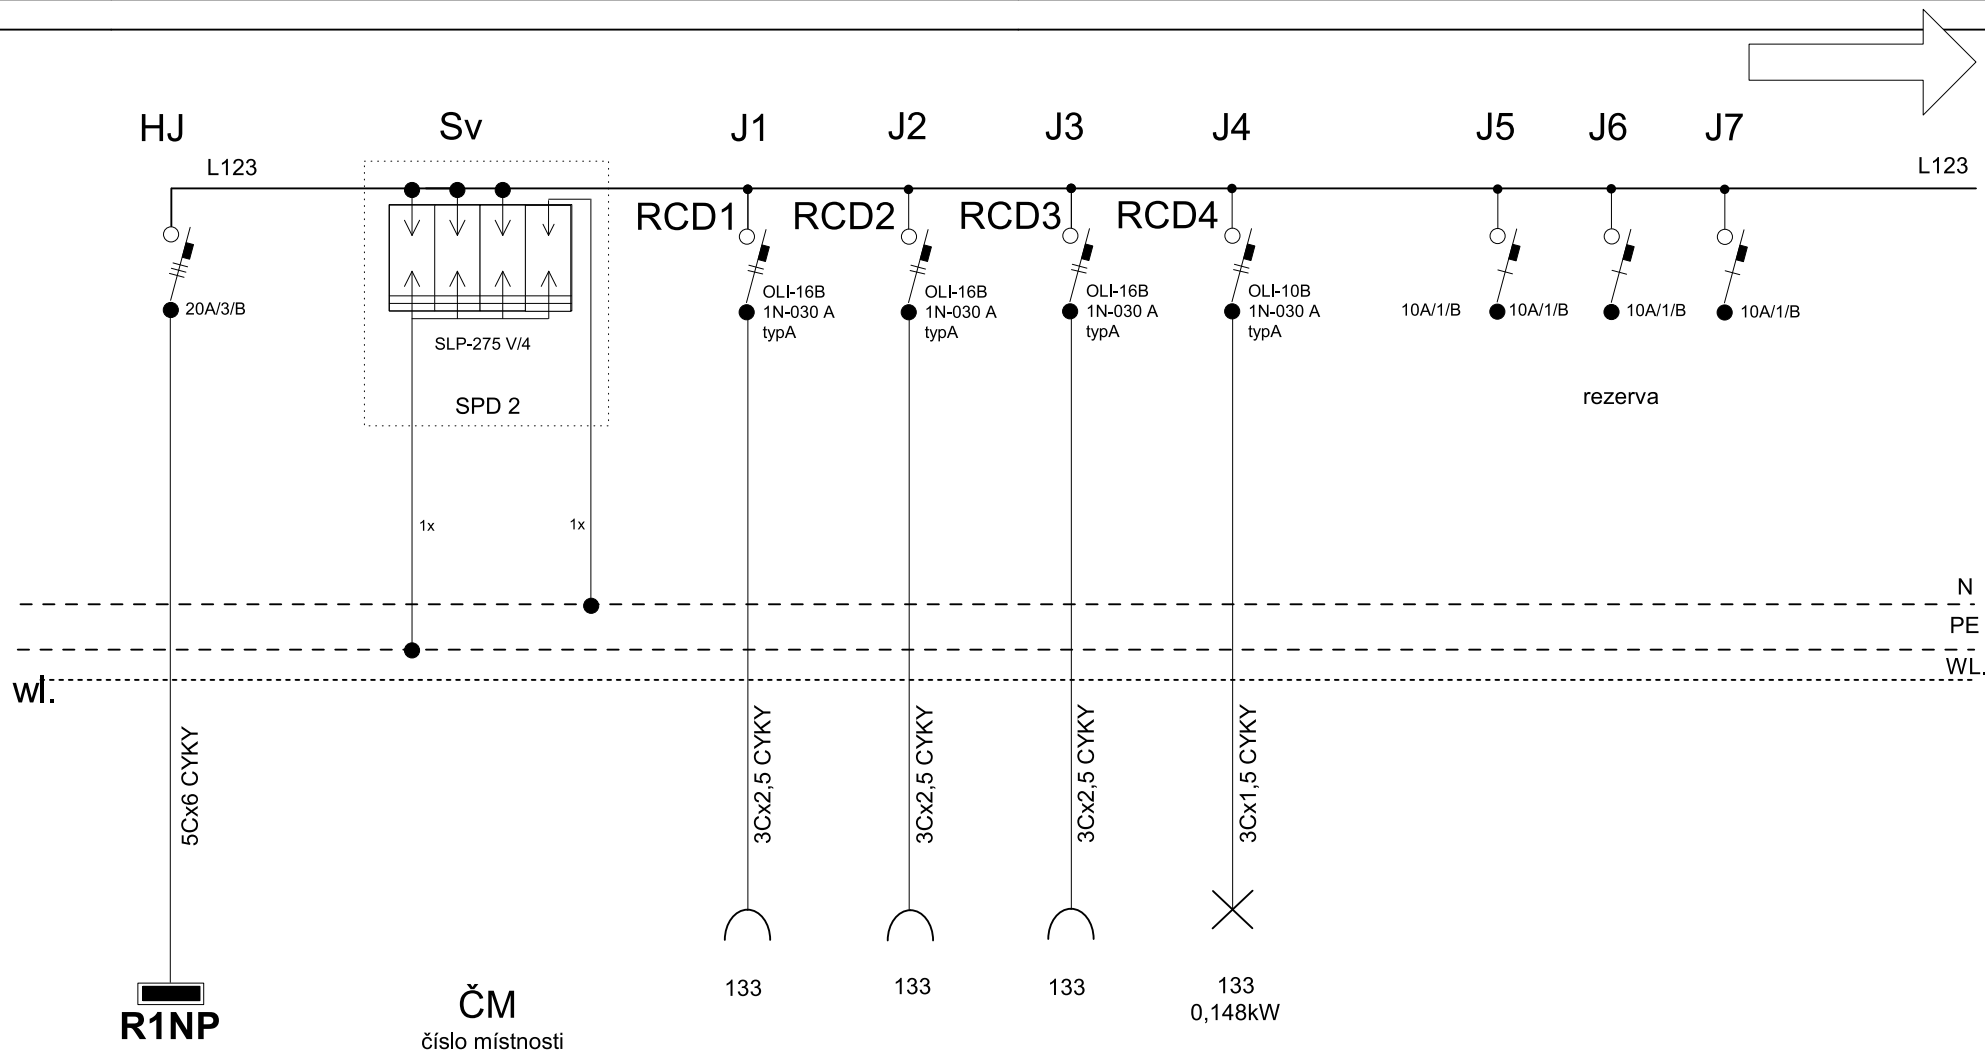 HJ
Sv
J1
J2
J3
J4
J5
J6
J7
L123
L123
RCD1
RCD2
RCD3
RCD4
20A/3/B
OLI-16B
1N-030 A
typA
OLI-16B
1N-030 A
typA
OLI-16B
1N-030 A
typA
OLI-10B
1N-030 A
typA
10A/1/B
10A/1/B
10A/1/B
10A/1/B
SLP-275 V/4
SPD 2
rezerva
1x
1x
N
PE
WL.
wl.
5Cx6 CYKY
3Cx2,5 CYKY
3Cx2,5 CYKY
3Cx2,5 CYKY
3Cx1,5 CYKY
R1NP
ČM
číslo místnosti
133
133
133
133
0,148kW